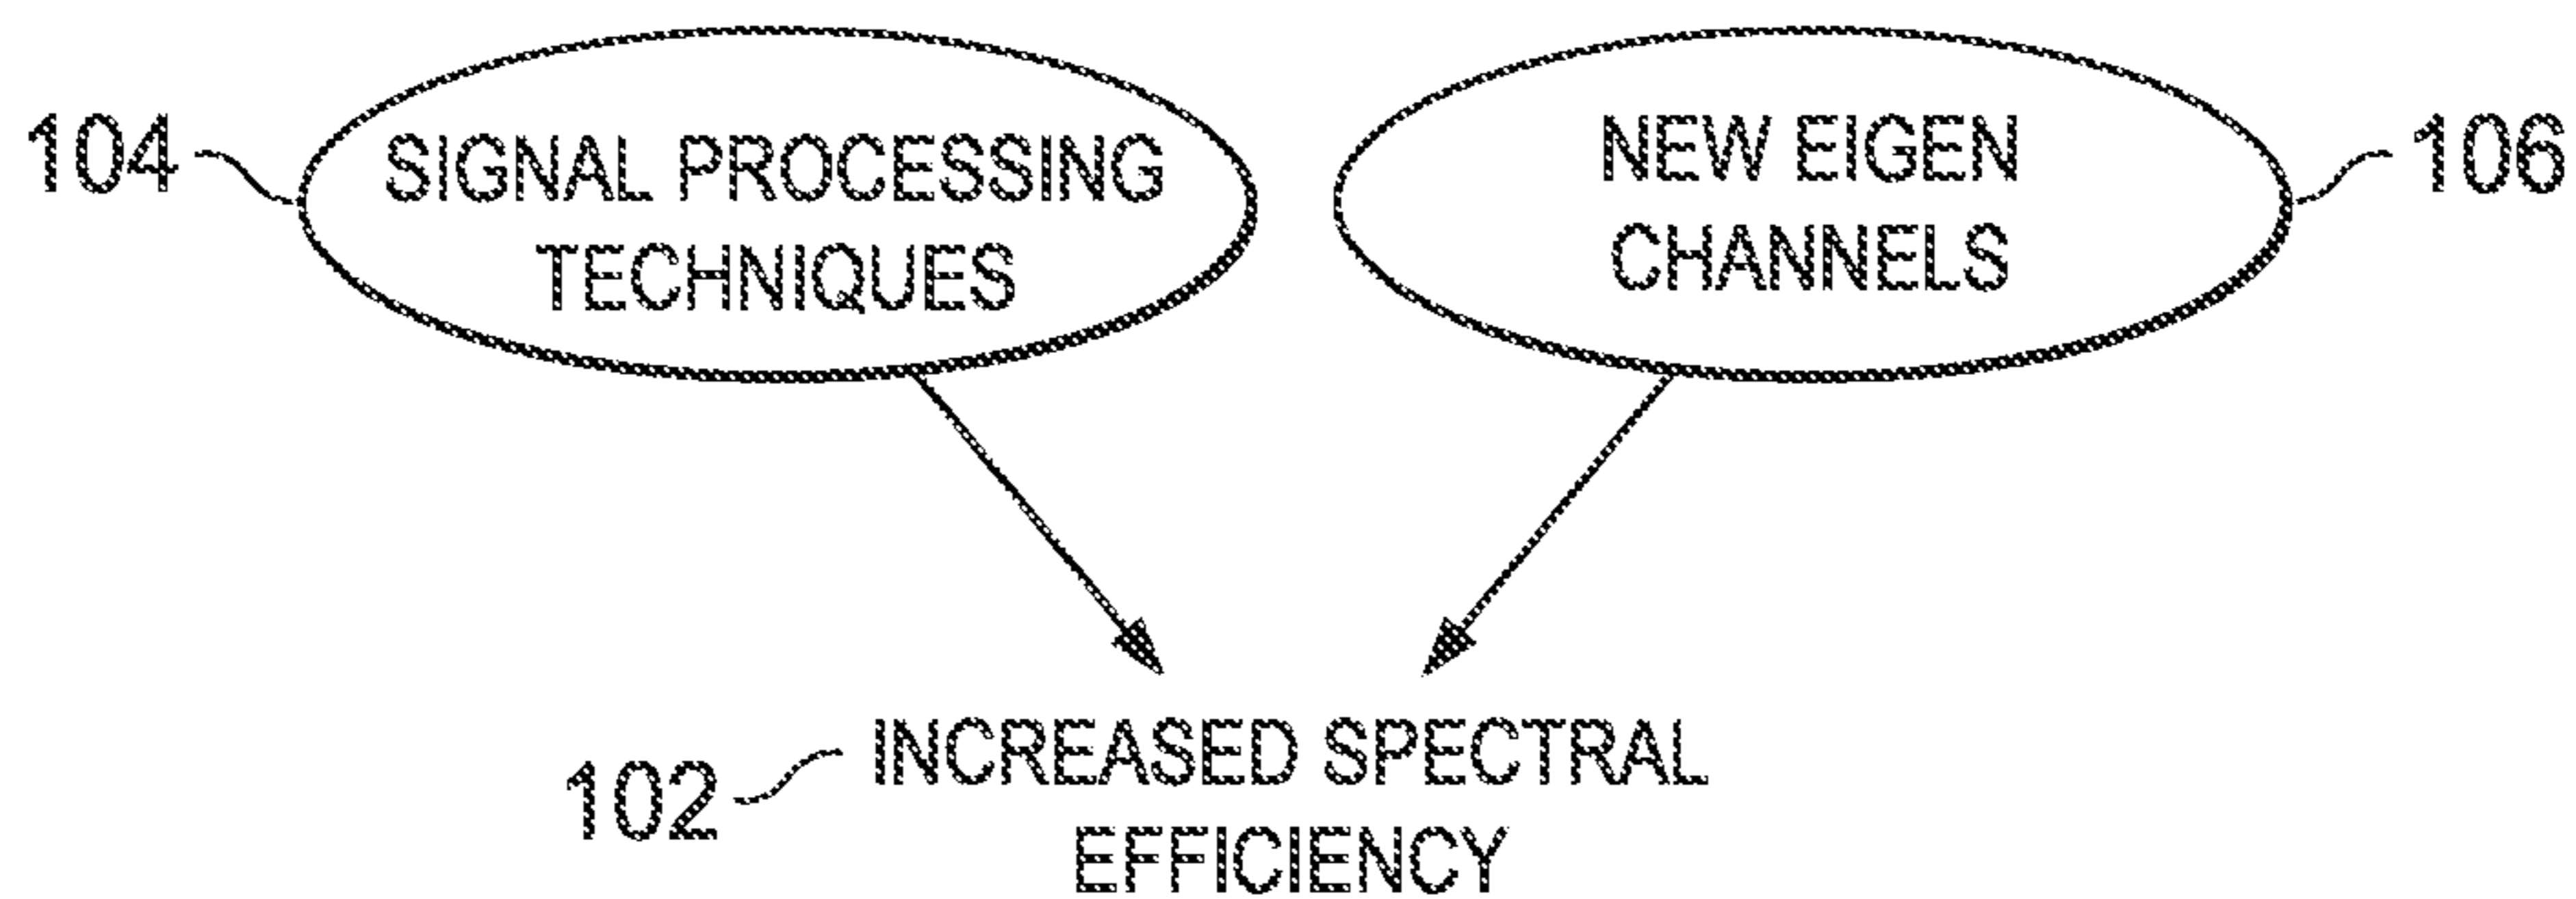 104
SIGNAL PROCESSING
TECHNIQUES
NEW EIGEN
CHANNELS
106
102
INCREASED SPECTRAL
EFFICIENCY